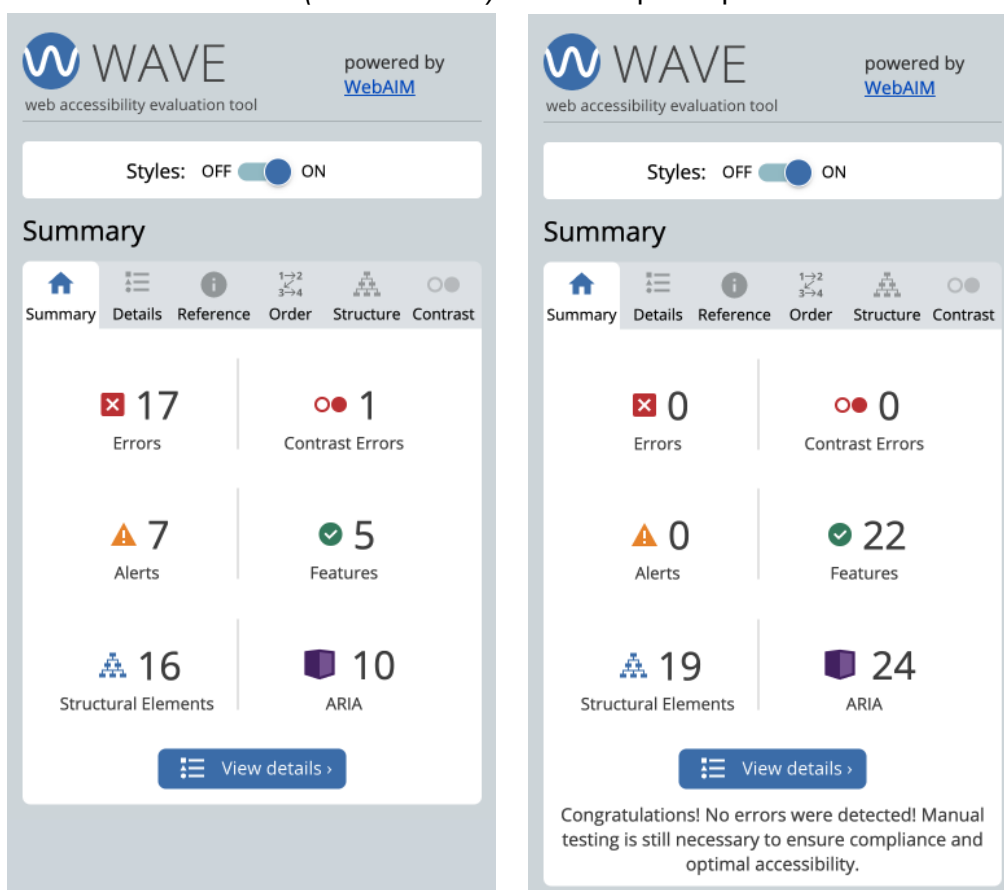 WAVE
powered by
WebAIM
web accessibility evaluation tool
Styles: OFF ON
Summary
Summary Details Reference Order Structure Contrast
17
Errors
1
Contrast Errors
7
Alerts
5
Features
16
Structural Elements
10
ARIA
View details ›
WAVE
powered by
WebAIM
web accessibility evaluation tool
Styles: OFF ON
Summary
Summary Details Reference Order Structure Contrast
0
Errors
0
Contrast Errors
0
Alerts
22
Features
19
Structural Elements
24
ARIA
View details ›
Congratulations! No errors were detected! Manual
testing is still necessary to ensure compliance and
optimal accessibility.